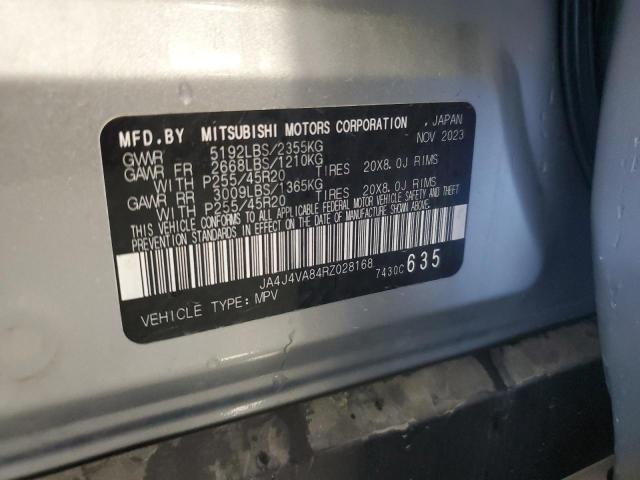 MFD.BY MITSUBISHI MOTORS CORPORATION , JAPAN
GVWR 5192LBS/2355KG NOV 2023
GAWR FR 2668LBS/1210KG
WITH P255/45R20 TIRES 20X8.0J RIMS
GAWR RR 3009LBS/1365KG
WITH P255/45R20 TIRES 20X8.0J RIMS
THIS VEHICLE CONFORMS TO ALL APPLICABLE FEDERAL MOTOR VEHICLE SAFETY AND THEFT
PREVENTION STANDARDS IN EFFECT ON THE DATE OF MANUFACTURE SHOWN ABOVE.
JA4J4VA84RZ028168 7430C 635
VEHICLE TYPE: MPV